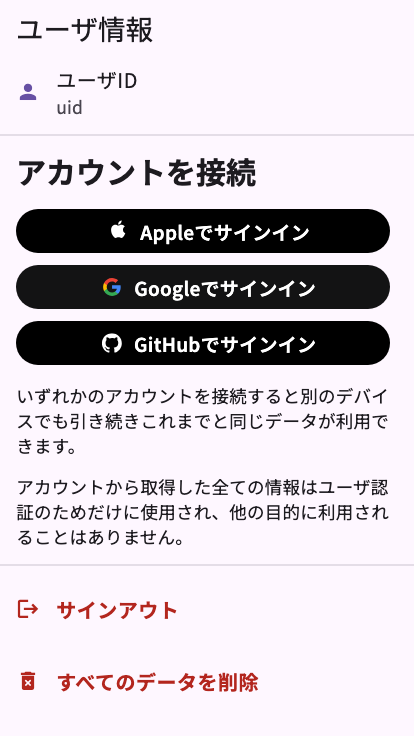 ユーザ情報
ユーザID
uid
アカウントを接続
Appleでサインイン
Googleでサインイン
GitHubでサインイン
いずれかのアカウントを接続すると別のデバイ
スでも引き続きこれまでと同じデータが利用で
きます。
アカウントから取得した全ての情報はユーザ認
証のためだけに使用され、他の目的に利用され
ることはありません。
サインアウト
すべてのデータを削除